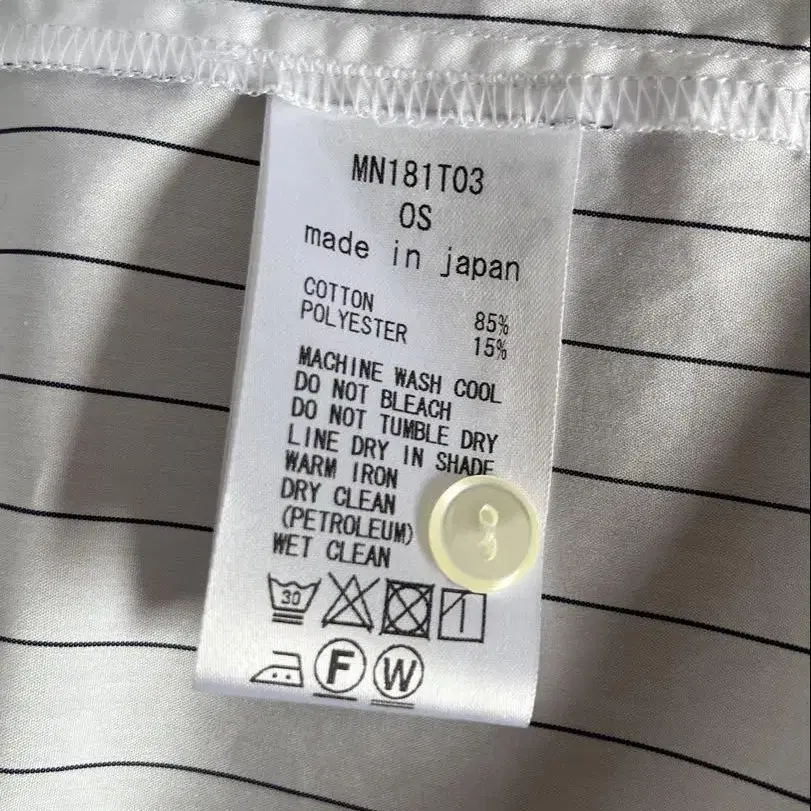 MN181T03
OS
made in japan
COTTON 85%
POLYESTER 15%
MACHINE WASH COOL
DO NOT BLEACH
DO NOT TUMBLE DRY
LINE DRY IN SHADE
WARM IRON
DRY CLEAN
(PETROLEUM)
WET CLEAN
30
F W